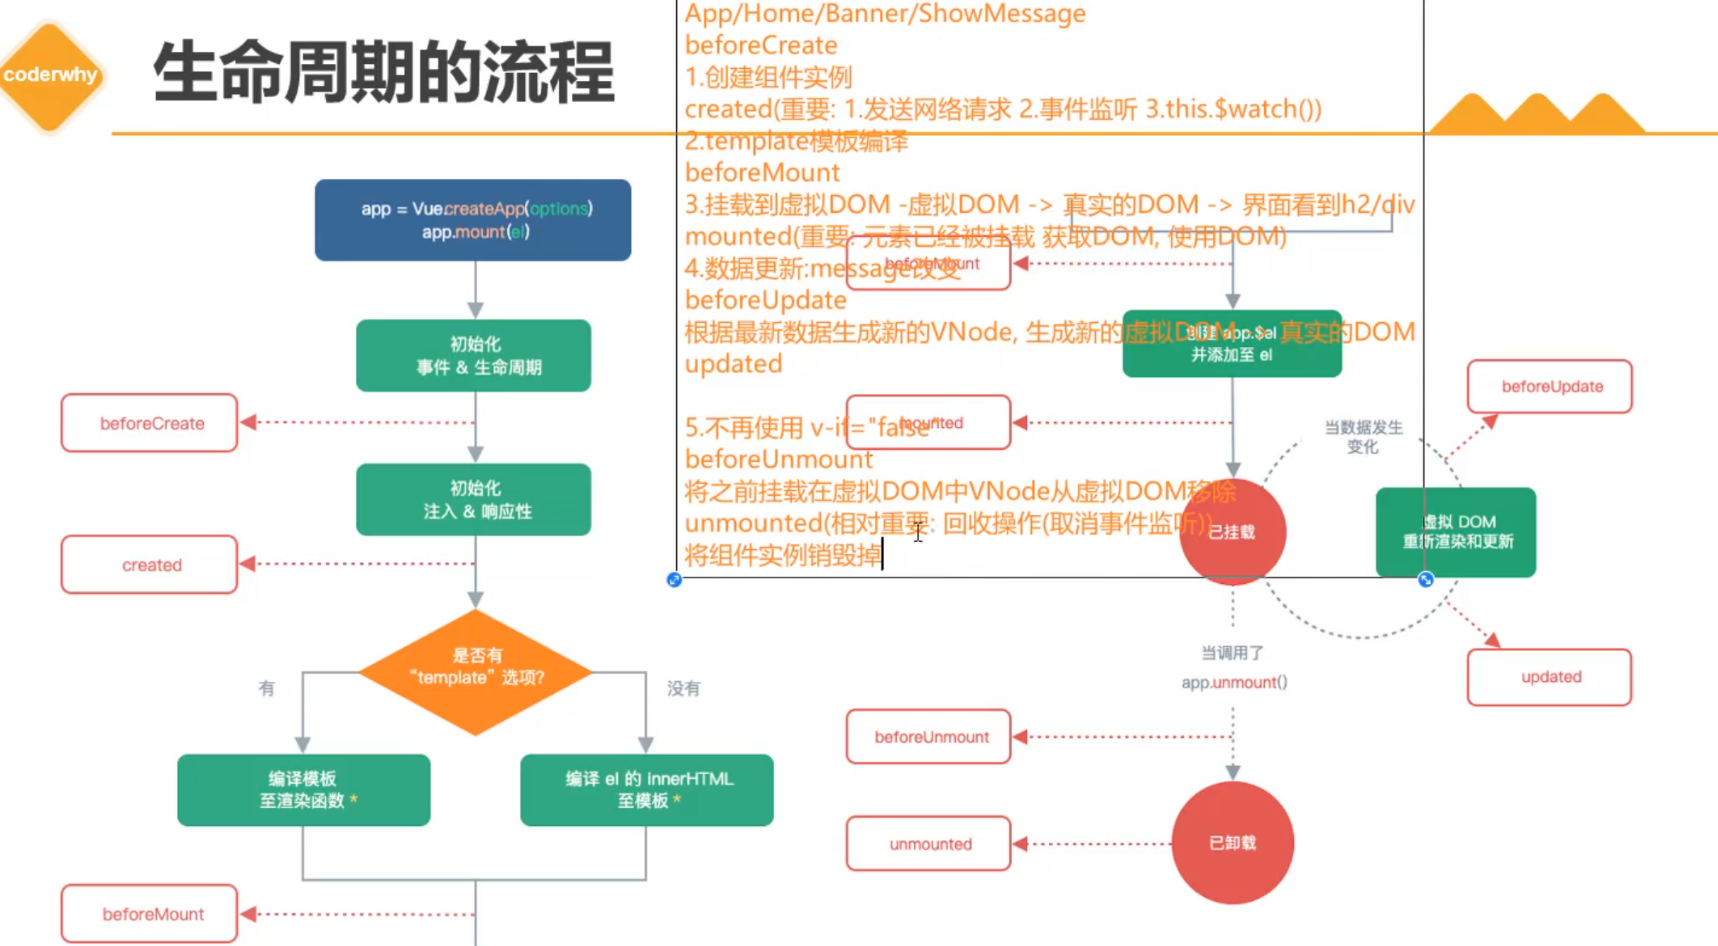 coderwhy
生命周期的流程
App/Home/Banner/ShowMessage
beforeCreate
1.创建组件实例
created(重要: 1.发送网络请求 2.事件监听 3.this.$watch())
2.template模板编译
beforeMount
3.挂载到虚拟DOM -虚拟DOM -> 真实的DOM -> 界面看到h2/div
mounted(重要: 元素已经被挂载 获取DOM, 使用DOM)
4.数据更新:message改变
beforeUpdate
根据最新数据生成新的VNode, 生成新的虚拟DOM -> 真实的DOM
updated
5.不再使用 v-if="false"
beforeUnmount
将之前挂载在虚拟DOM中VNode从虚拟DOM移除
unmounted(相对重要: 回收操作(取消事件监听))
将组件实例销毁掉
app = Vue.createApp(options)
app.mount(el)
初始化
事件 & 生命周期
beforeCreate
初始化
注入 & 响应性
created
是否有
“template” 选项?
有
没有
编译模板
至渲染函数 *
编译 el 的 innerHTML
至模板 *
beforeMount
beforeMount
创建 app.$el
并添加至 el
mounted
已挂载
当数据发生
变化
beforeUpdate
虚拟 DOM
重新渲染和更新
updated
当调用了
app.unmount()
beforeUnmount
unmounted
已卸载